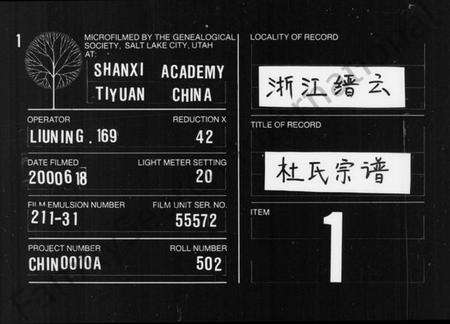 1
MICROFILMED BY THE GENEALOGICAL
SOCIETY, SALT LAKE CITY, UTAH
AT:
SHANXI ACADEMY
TIYUAN CHINA
OPERATOR REDUCTION X
LIUNING.169 42
DATE FILMED LIGHT METER SETTING
2000618 20
FILM EMULSION NUMBER FILM UNIT SER. NO.
211-31 55572
PROJECT NUMBER ROLL NUMBER
CHIN0010A 502
LOCALITY OF RECORD
浙江缙云
TITLE OF RECORD
杜氏宗谱
ITEM
1